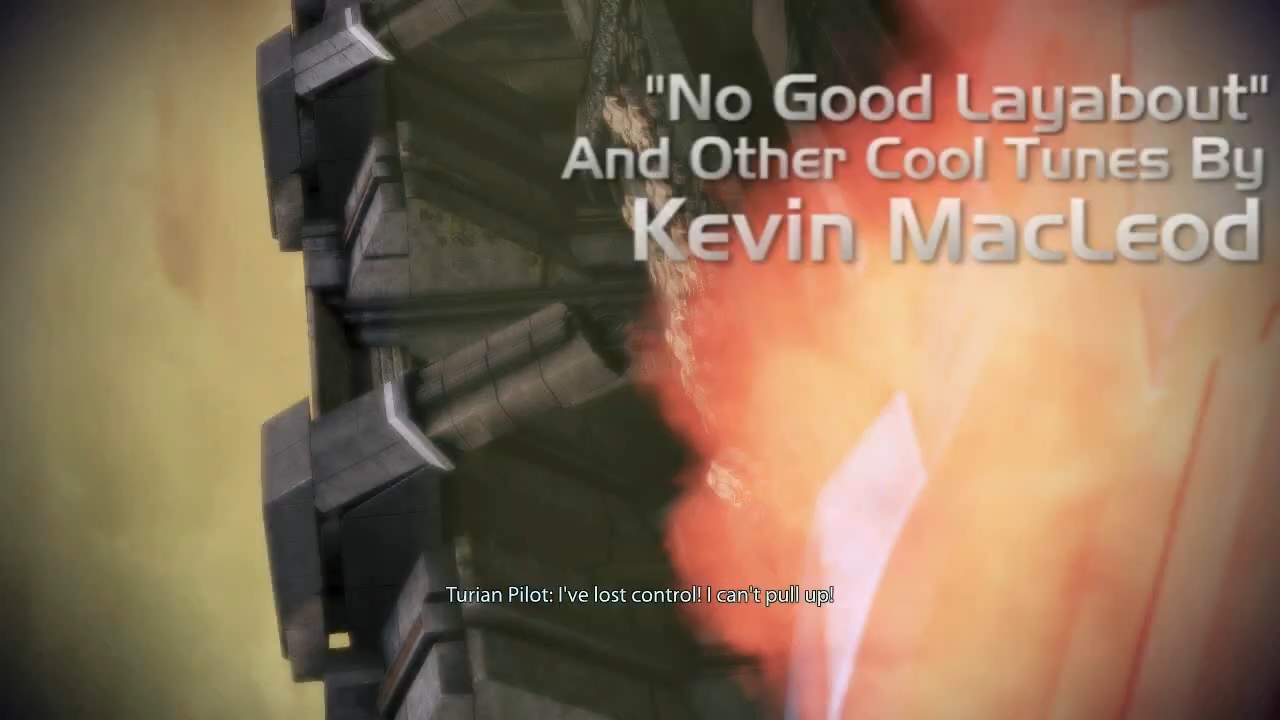 "No Good Layabout"
And Other Cool Tunes By
Kevin MacLeod
Turian Pilot: I've lost control! I can't pull up!